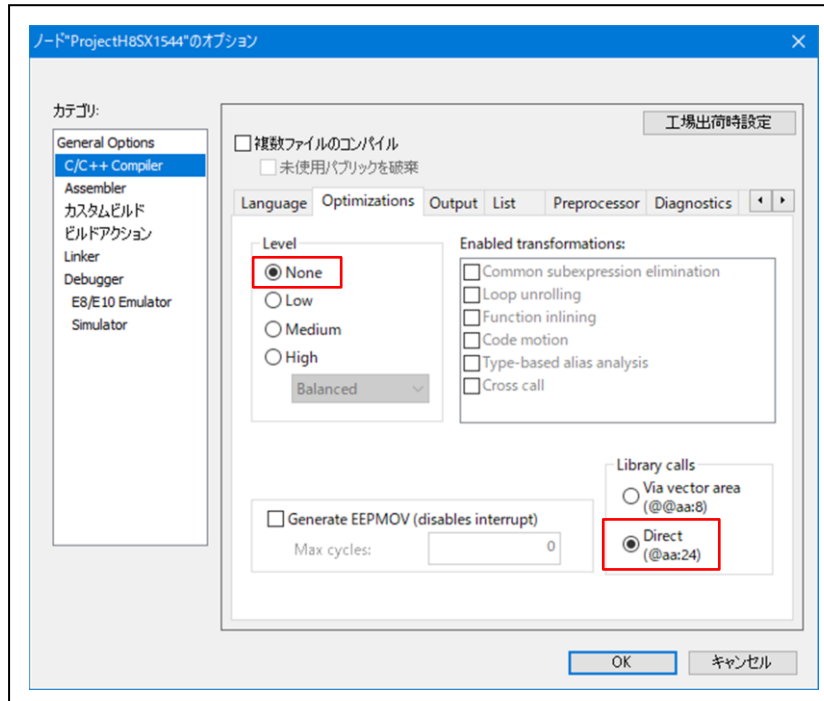 ノード"ProjectH8SX1544"のオプション
カテゴリ:
General Options
C/C++ Compiler
Assembler
カスタムビルド
ビルドアクション
Linker
Debugger
E8/E10 Emulator
Simulator
工場出荷時設定
複数ファイルのコンパイル
未使用パブリックを破棄
Language Optimizations Output List Preprocessor Diagnostics
Level
None
Low
Medium
High
Balanced
Enabled transformations:
Common subexpression elimination
Loop unrolling
Function inlining
Code motion
Type-based alias analysis
Cross call
Generate EEPMOV (disables interrupt)
Max cycles: 0
Library calls
Via vector area
(@@aa:8)
Direct
(@aa:24)
OK キャンセル